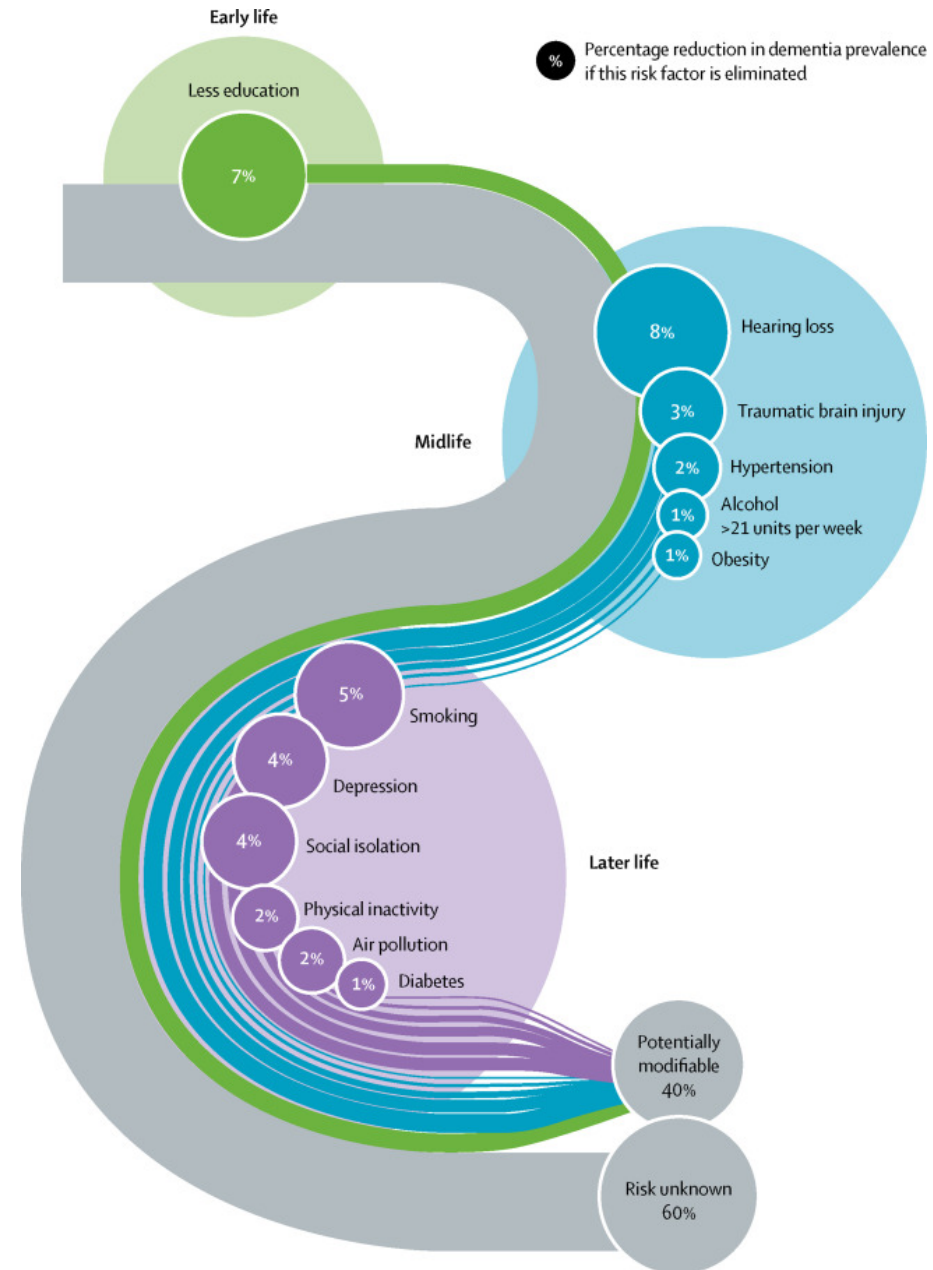 Early life
%
Percentage reduction in dementia prevalence
if this risk factor is eliminated
Less education
7%
Midlife
8%
Hearing loss
3%
Traumatic brain injury
2%
Hypertension
1%
Alcohol
>21 units per week
1%
Obesity
5%
Smoking
4%
Depression
4%
Social isolation
2%
Physical inactivity
2%
Air pollution
1%
Diabetes
Later life
Potentially
modifiable
40%
Risk unknown
60%